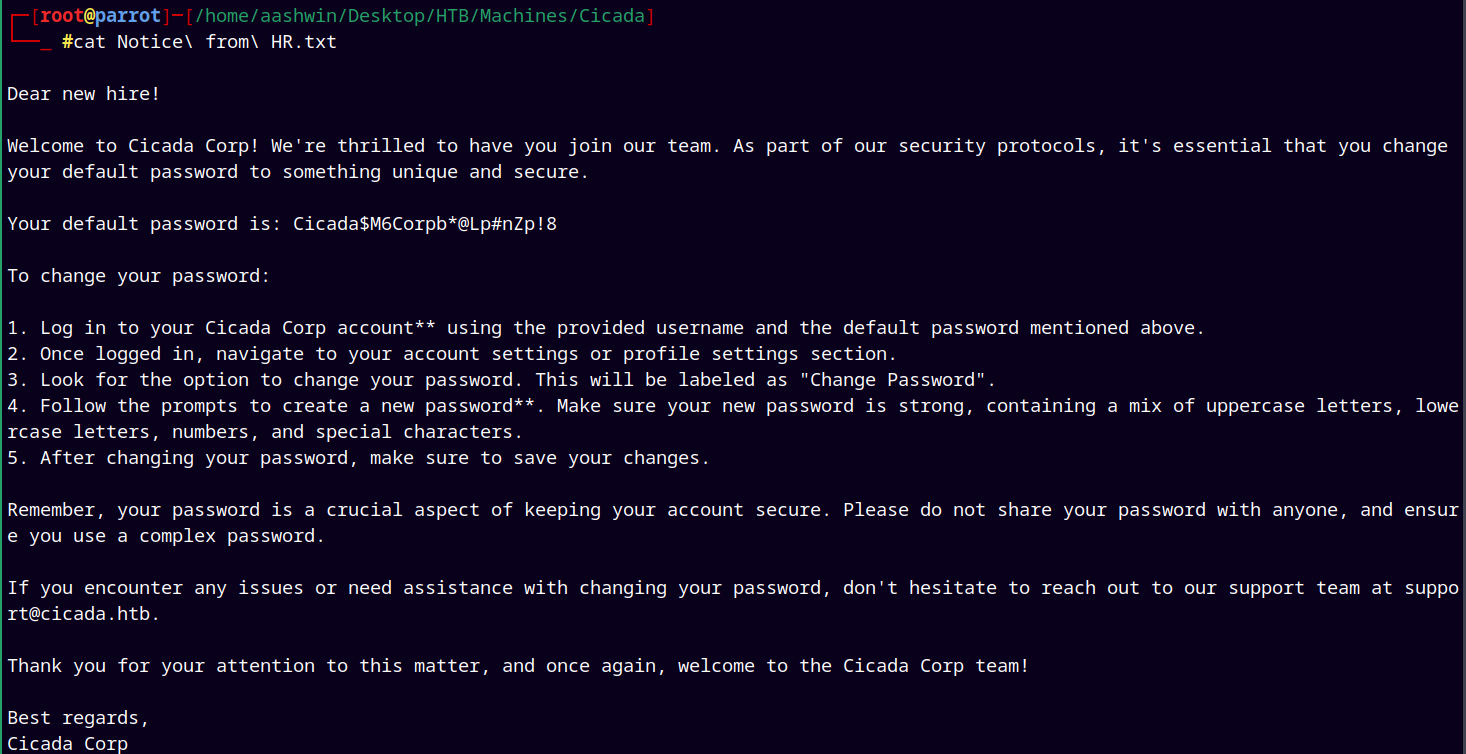 ┌─[root@parrot]─[/home/aashwin/Desktop/HTB/Machines/Cicada]
└──_ #cat Notice\ from\ HR.txt
Dear new hire!
Welcome to Cicada Corp! We're thrilled to have you join our team. As part of our security protocols, it's essential that you change
your default password to something unique and secure.
Your default password is: Cicada$M6Corpb*@Lp#nZp!8
To change your password:
1. Log in to your Cicada Corp account** using the provided username and the default password mentioned above.
2. Once logged in, navigate to your account settings or profile settings section.
3. Look for the option to change your password. This will be labeled as "Change Password".
4. Follow the prompts to create a new password**. Make sure your new password is strong, containing a mix of uppercase letters, lowe
rcase letters, numbers, and special characters.
5. After changing your password, make sure to save your changes.
Remember, your password is a crucial aspect of keeping your account secure. Please do not share your password with anyone, and ensur
e you use a complex password.
If you encounter any issues or need assistance with changing your password, don't hesitate to reach out to our support team at suppo
rt@cicada.htb.
Thank you for your attention to this matter, and once again, welcome to the Cicada Corp team!
Best regards,
Cicada Corp